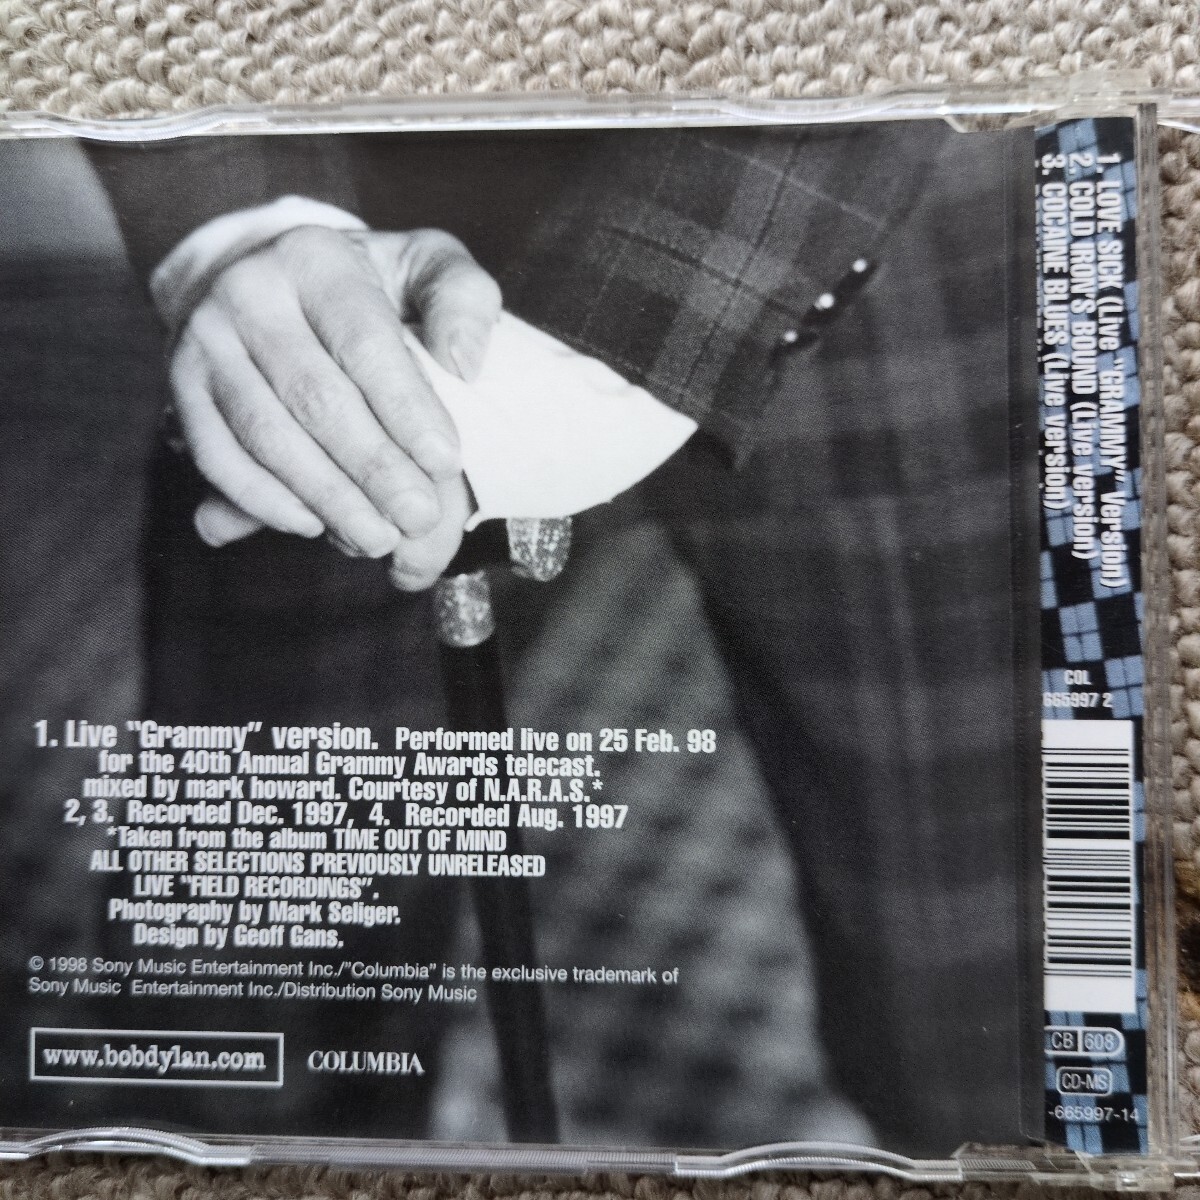 1. Live "Grammy" version. Performed live on 25 Feb. 98
for the 40th Annual Grammy Awards telecast.
mixed by mark howard. Courtesy of N.A.R.A.S.*
2, 3. Recorded Dec. 1997, 4. Recorded Aug. 1997
*Taken from the album TIME OUT OF MIND
ALL OTHER SELECTIONS PREVIOUSLY UNRELEASED
LIVE "FIELD RECORDINGS".
Photography by Mark Seliger.
Design by Geoff Gans.
© 1998 Sony Music Entertainment Inc./"Columbia" is the exclusive trademark of
Sony Music Entertainment Inc./Distribution Sony Music
www.bobdylan.com
COLUMBIA
1. LOVE SICK (Live "GRAMMY" Version)
2. COLD IRON'S BOUND (Live version)
3. COCAINE BLUES (Live version)
COL
665997 2
CB 608
CD-MS
-665997-14